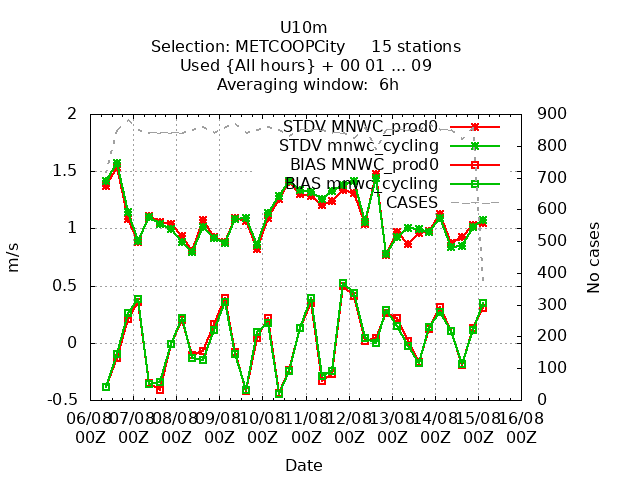 U10m
Selection: METCOOPCity 15 stations
Used {All hours} + 00 01 ... 09
Averaging window: 6h
STDV MNWC_prod0
STDV mnwc_cycling
BIAS MNWC_prod0
BIAS mnwc_cycling
CASES
2
1.5
1
0.5
0
-0.5
m/s
900
800
700
600
500
400
300
200
100
0
No cases
06/08 07/08 08/08 09/08 10/08 11/08 12/08 13/08 14/08 15/08 16/08
00Z 00Z 00Z 00Z 00Z 00Z 00Z 00Z 00Z 00Z 00Z
Date